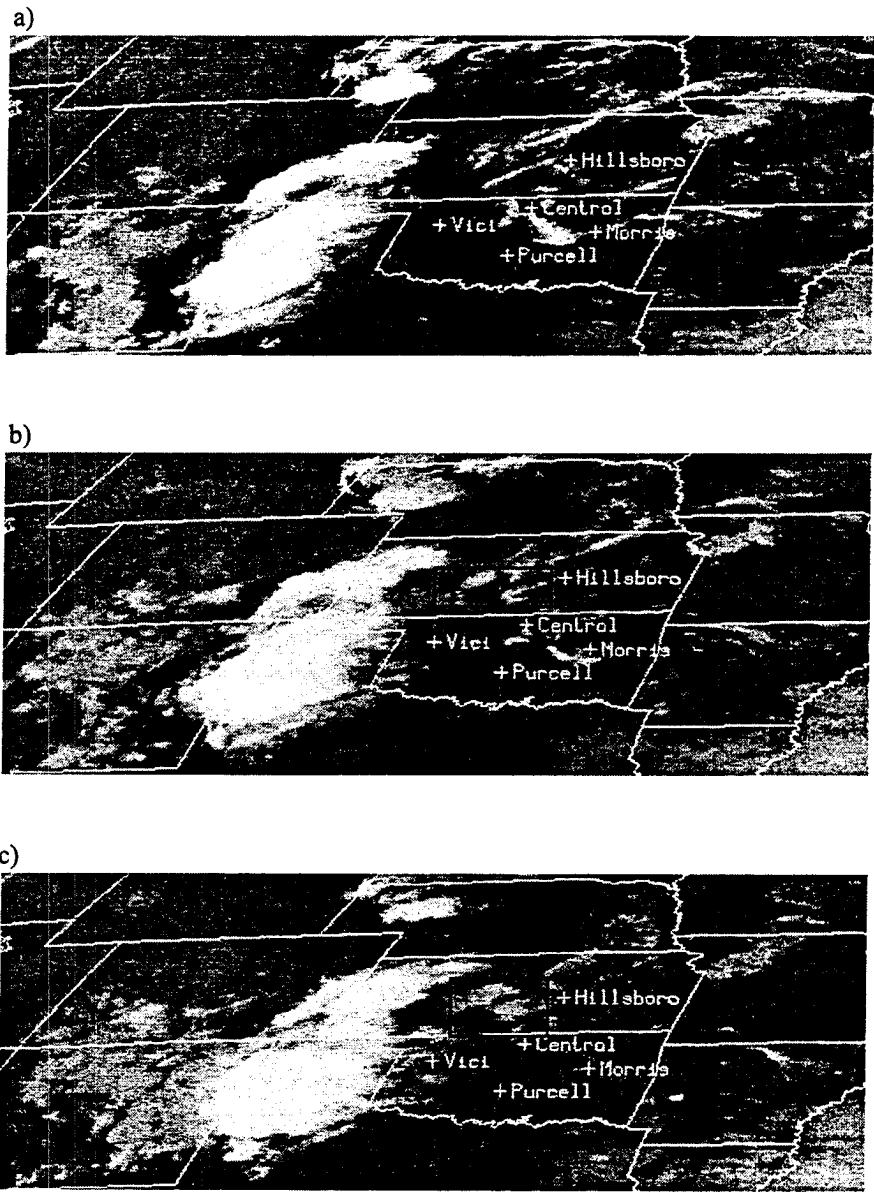 a)
+Hillsboro
+Central
+Vici
+Morris
+Purcell
b)
+Hillsboro
+Central
+Vici
+Morris
+Purcell
c)
+Hillsboro
+Central
+Vici
+Morris
+Purcell